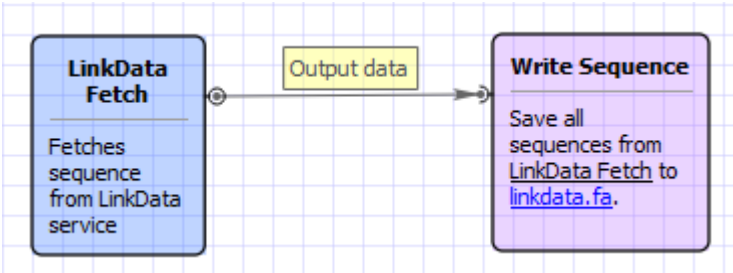 LinkData
Fetch
Fetches
sequence
from LinkData
service
Output data
Write Sequence
Save all
sequences from
LinkData Fetch to
linkdata.fa.